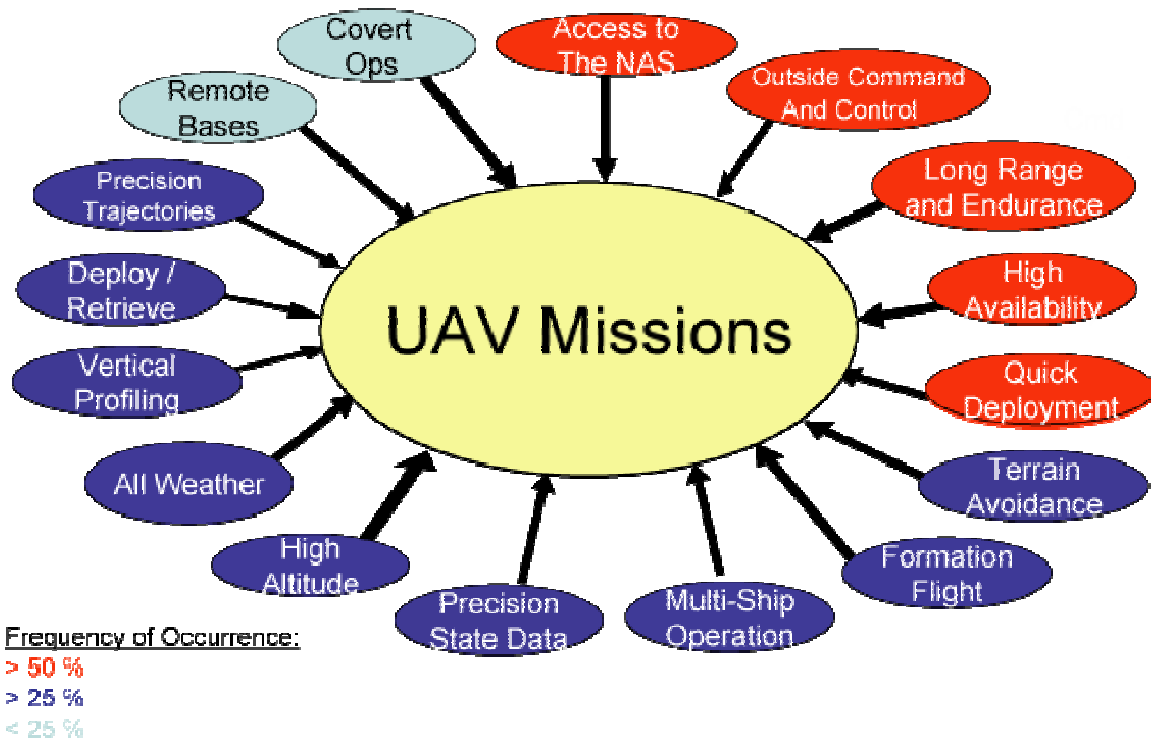 Covert
Ops
Access to
The NAS
Outside Command
And Control
Remote
Bases
Long Range
and Endurance
Precision
Trajectories
High
Availability
Deploy /
Retrieve
UAV Missions
Vertical
Profiling
Quick
Deployment
All Weather
Terrain
Avoidance
High
Altitude
Formation
Flight
Precision
State Data
Multi-Ship
Operation
Frequency of Occurrence:
> 50 %
> 25 %
< 25 %